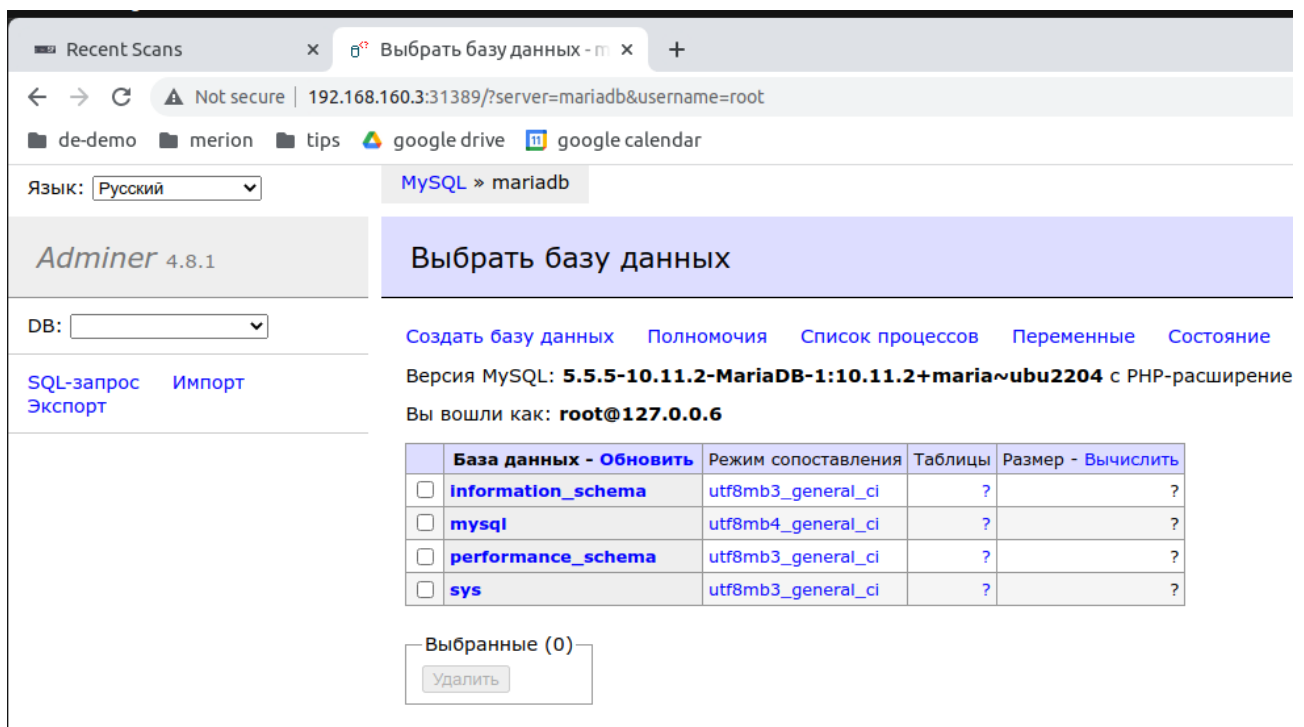 Recent Scans
Выбрать базу данных - m
Not secure | 192.168.160.3:31389/?server=mariadb&username=root
de-demo merion tips google drive 11 google calendar
Язык: Русский
MySQL » mariadb
Adminer 4.8.1
Выбрать базу данных
DB:
Создать базу данных Полномочия Список процессов Переменные Состояние
SQL-запрос Импорт
Экспорт
Версия MySQL: 5.5.5-10.11.2-MariaDB-1:10.11.2+maria~ubu2204 с PHP-расширение
Вы вошли как: root@127.0.0.6
База данных - Обновить Режим сопоставления Таблицы Размер - Вычислить
information_schema utf8mb3_general_ci ? ?
mysql utf8mb4_general_ci ? ?
performance_schema utf8mb3_general_ci ? ?
sys utf8mb3_general_ci ? ?
Выбранные (0)
Удалить